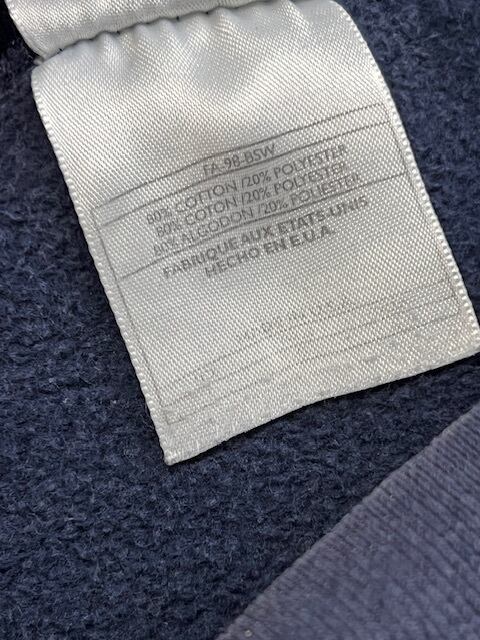 FA-98-BSW
80% COTTON /20% POLYESTER
80% COTON /20% POLYESTER
80% ALGODON /20% POLIESTER
FABRIQUE AUX ETATS-UNIS
HECHO EN E.U.A.